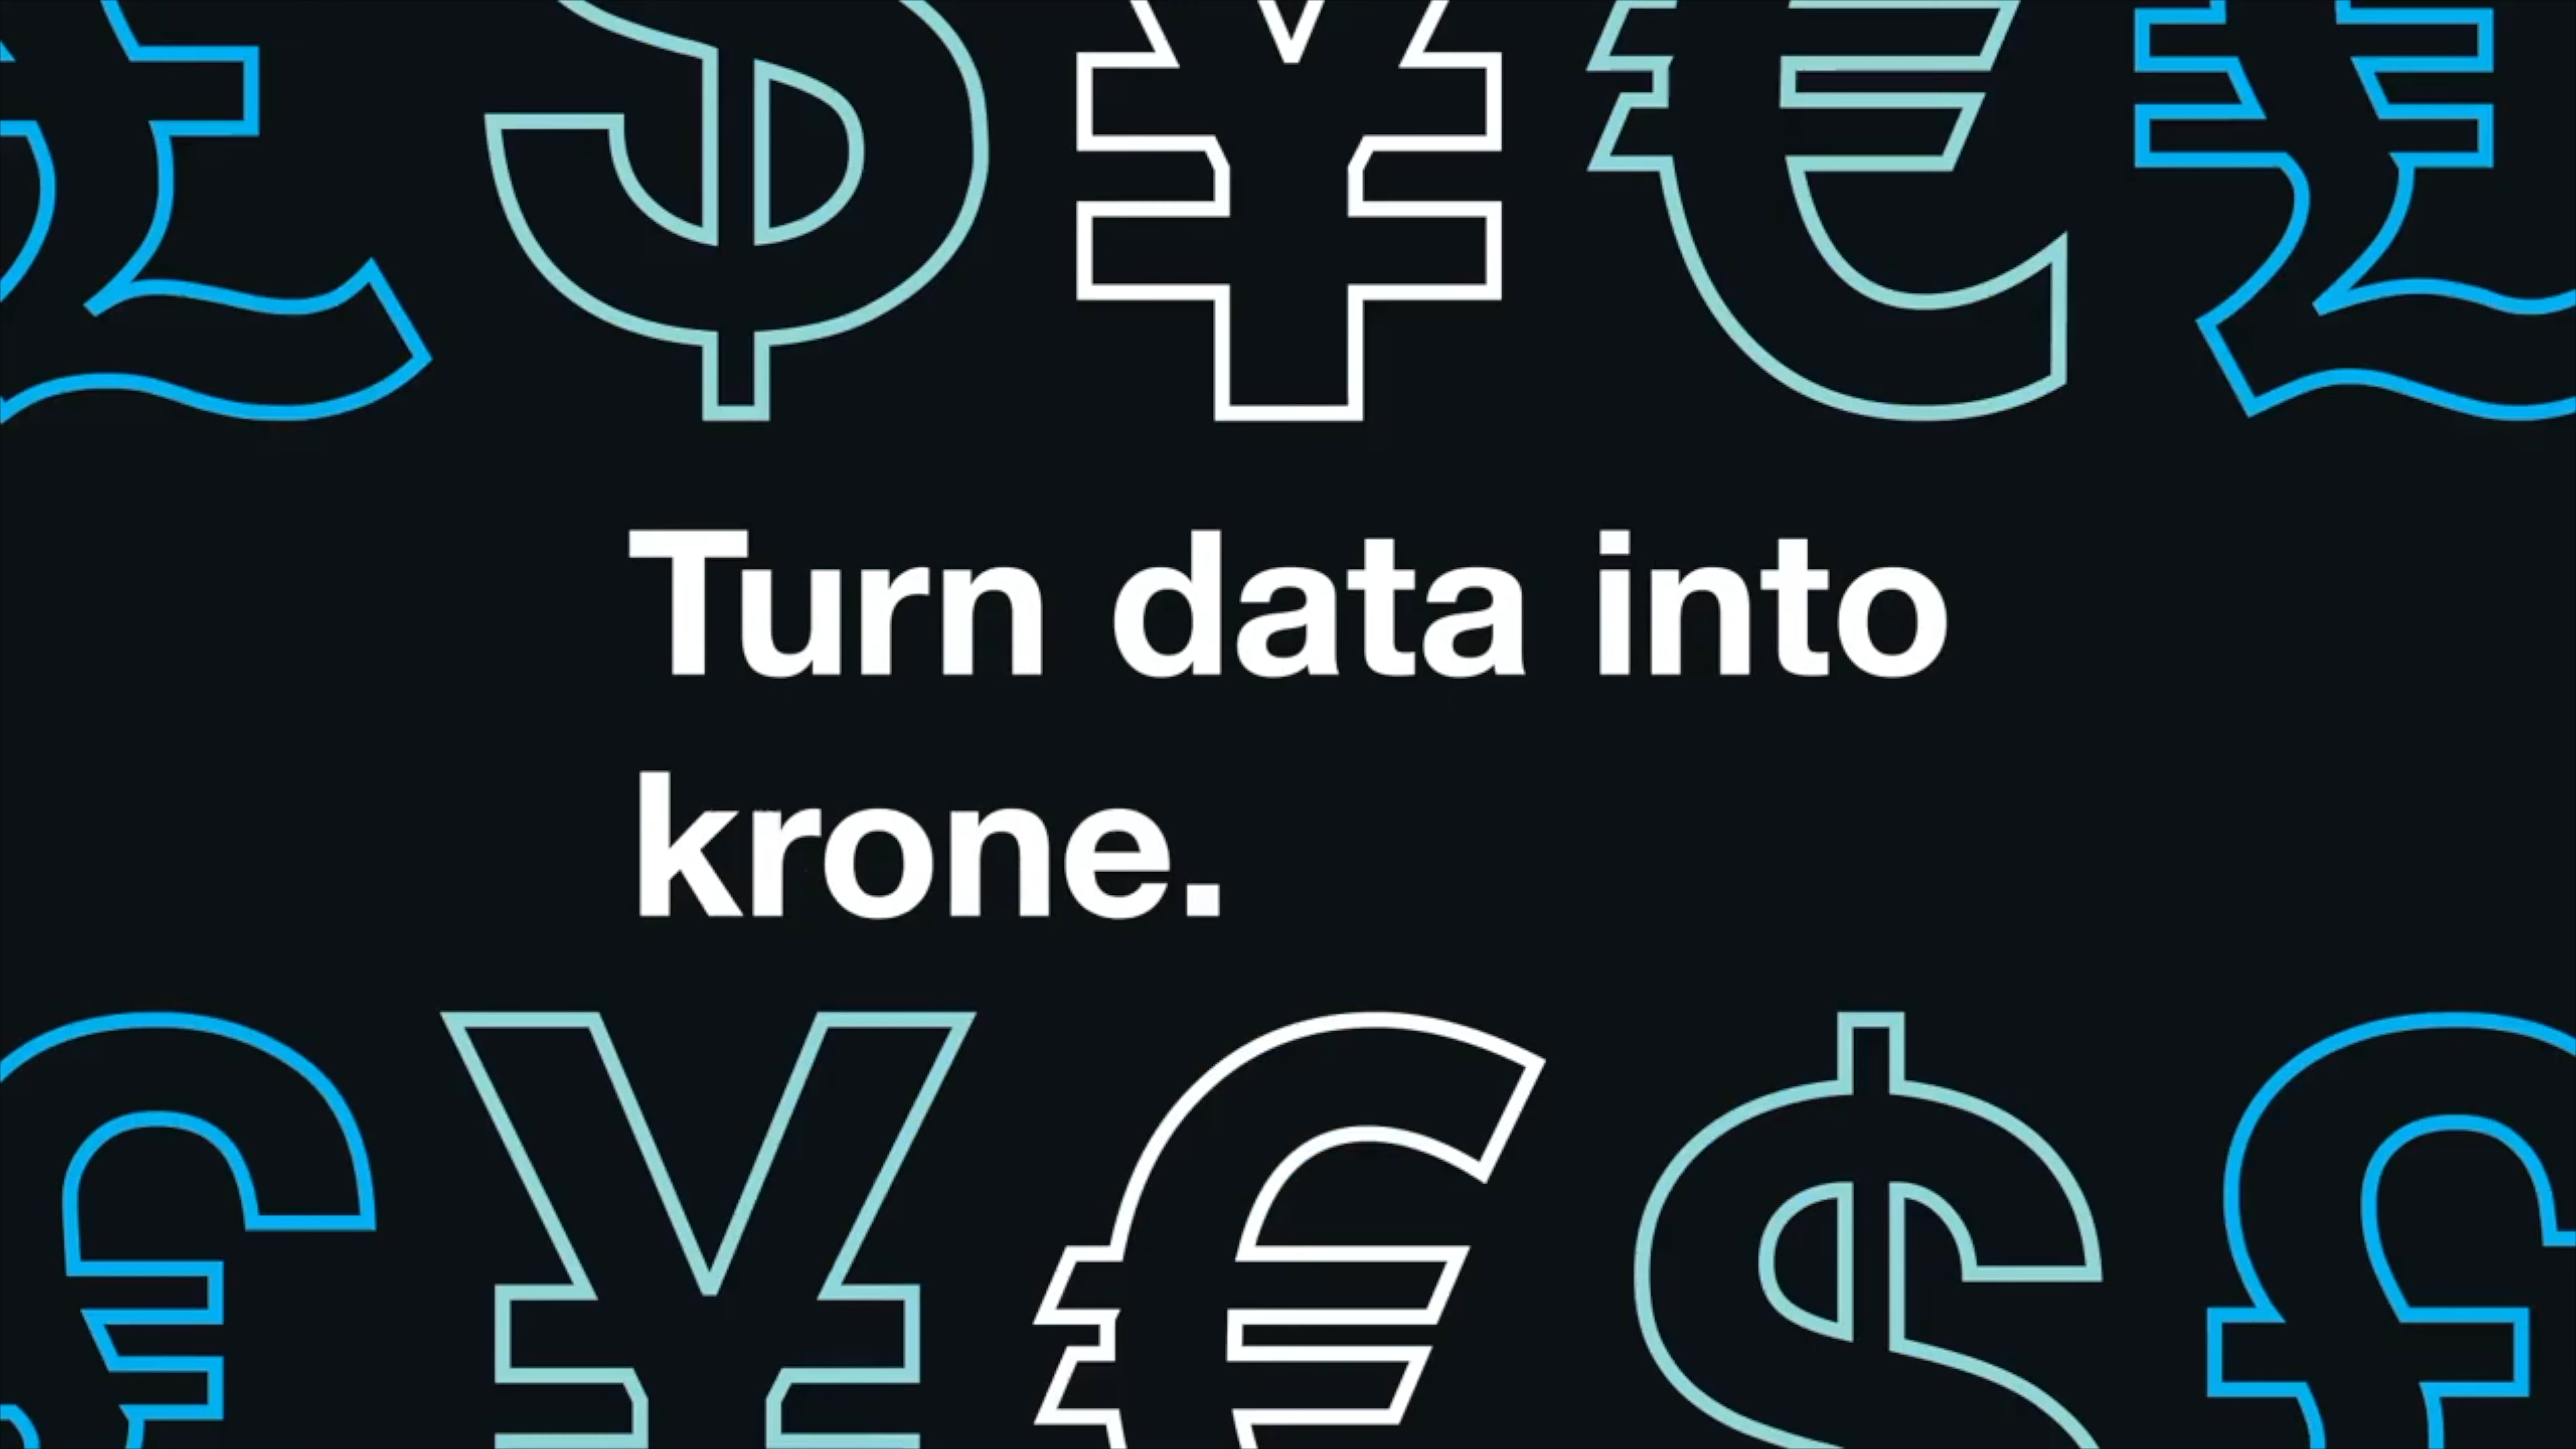 £ $ ¥ € ₤
Turn data into
krone.
₤ ¥ € $ £